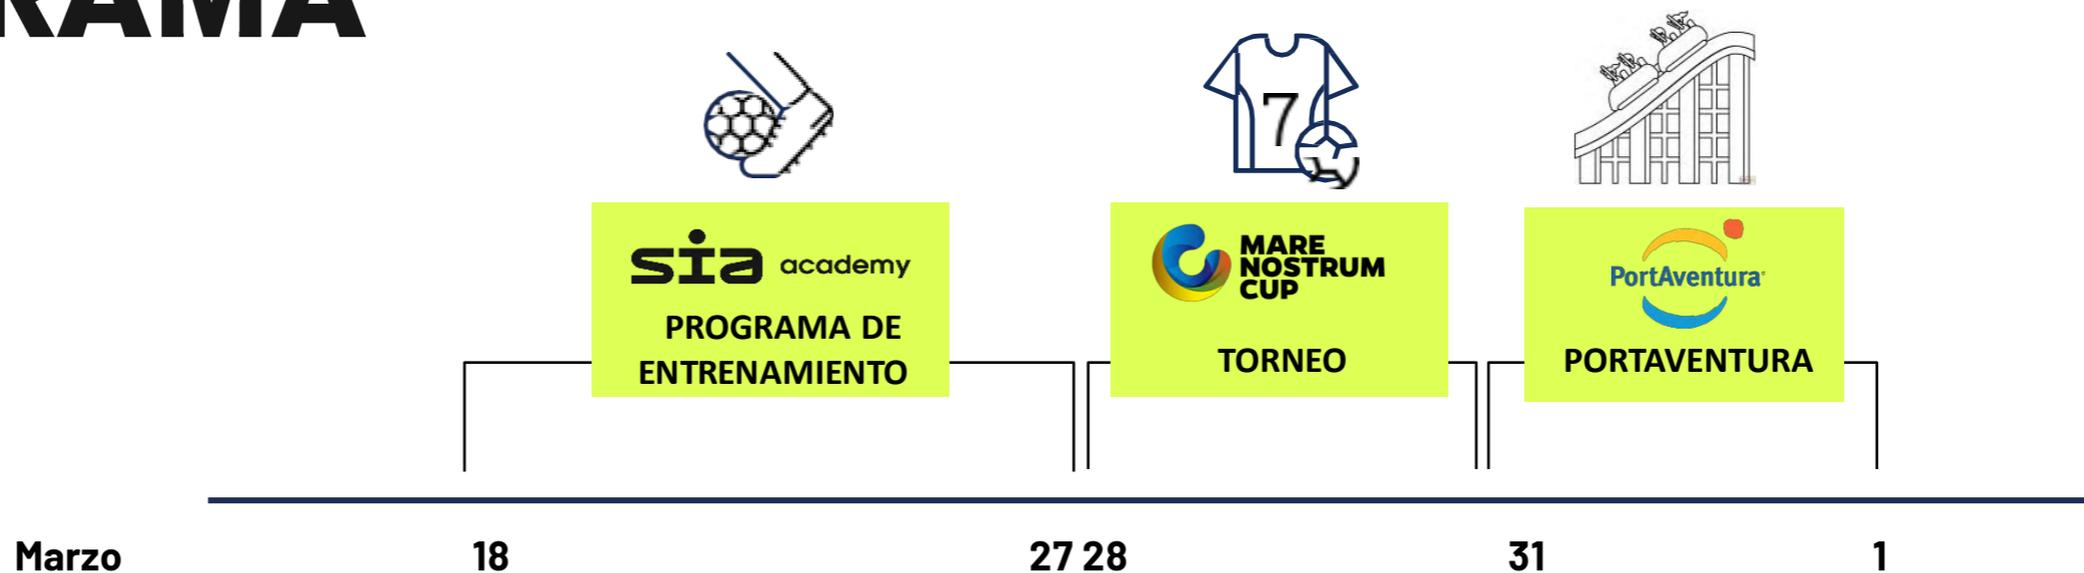 RAMA
7
sia academy
PROGRAMA DE
ENTRENAMIENTO
MARE
NOSTRUM
CUP
TORNEO
PortAventura
PORTAVENTURA
Marzo 18 27 28 31 1